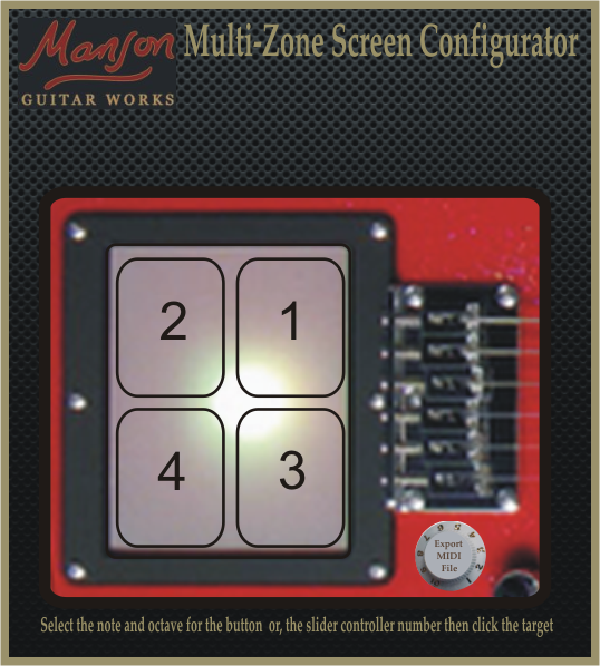 Manson
GUITAR WORKS
Multi-Zone Screen Configurator
2
1
4
3
Export
MIDI
File
Select the note and octave for the button or, the slider controller number then click the target